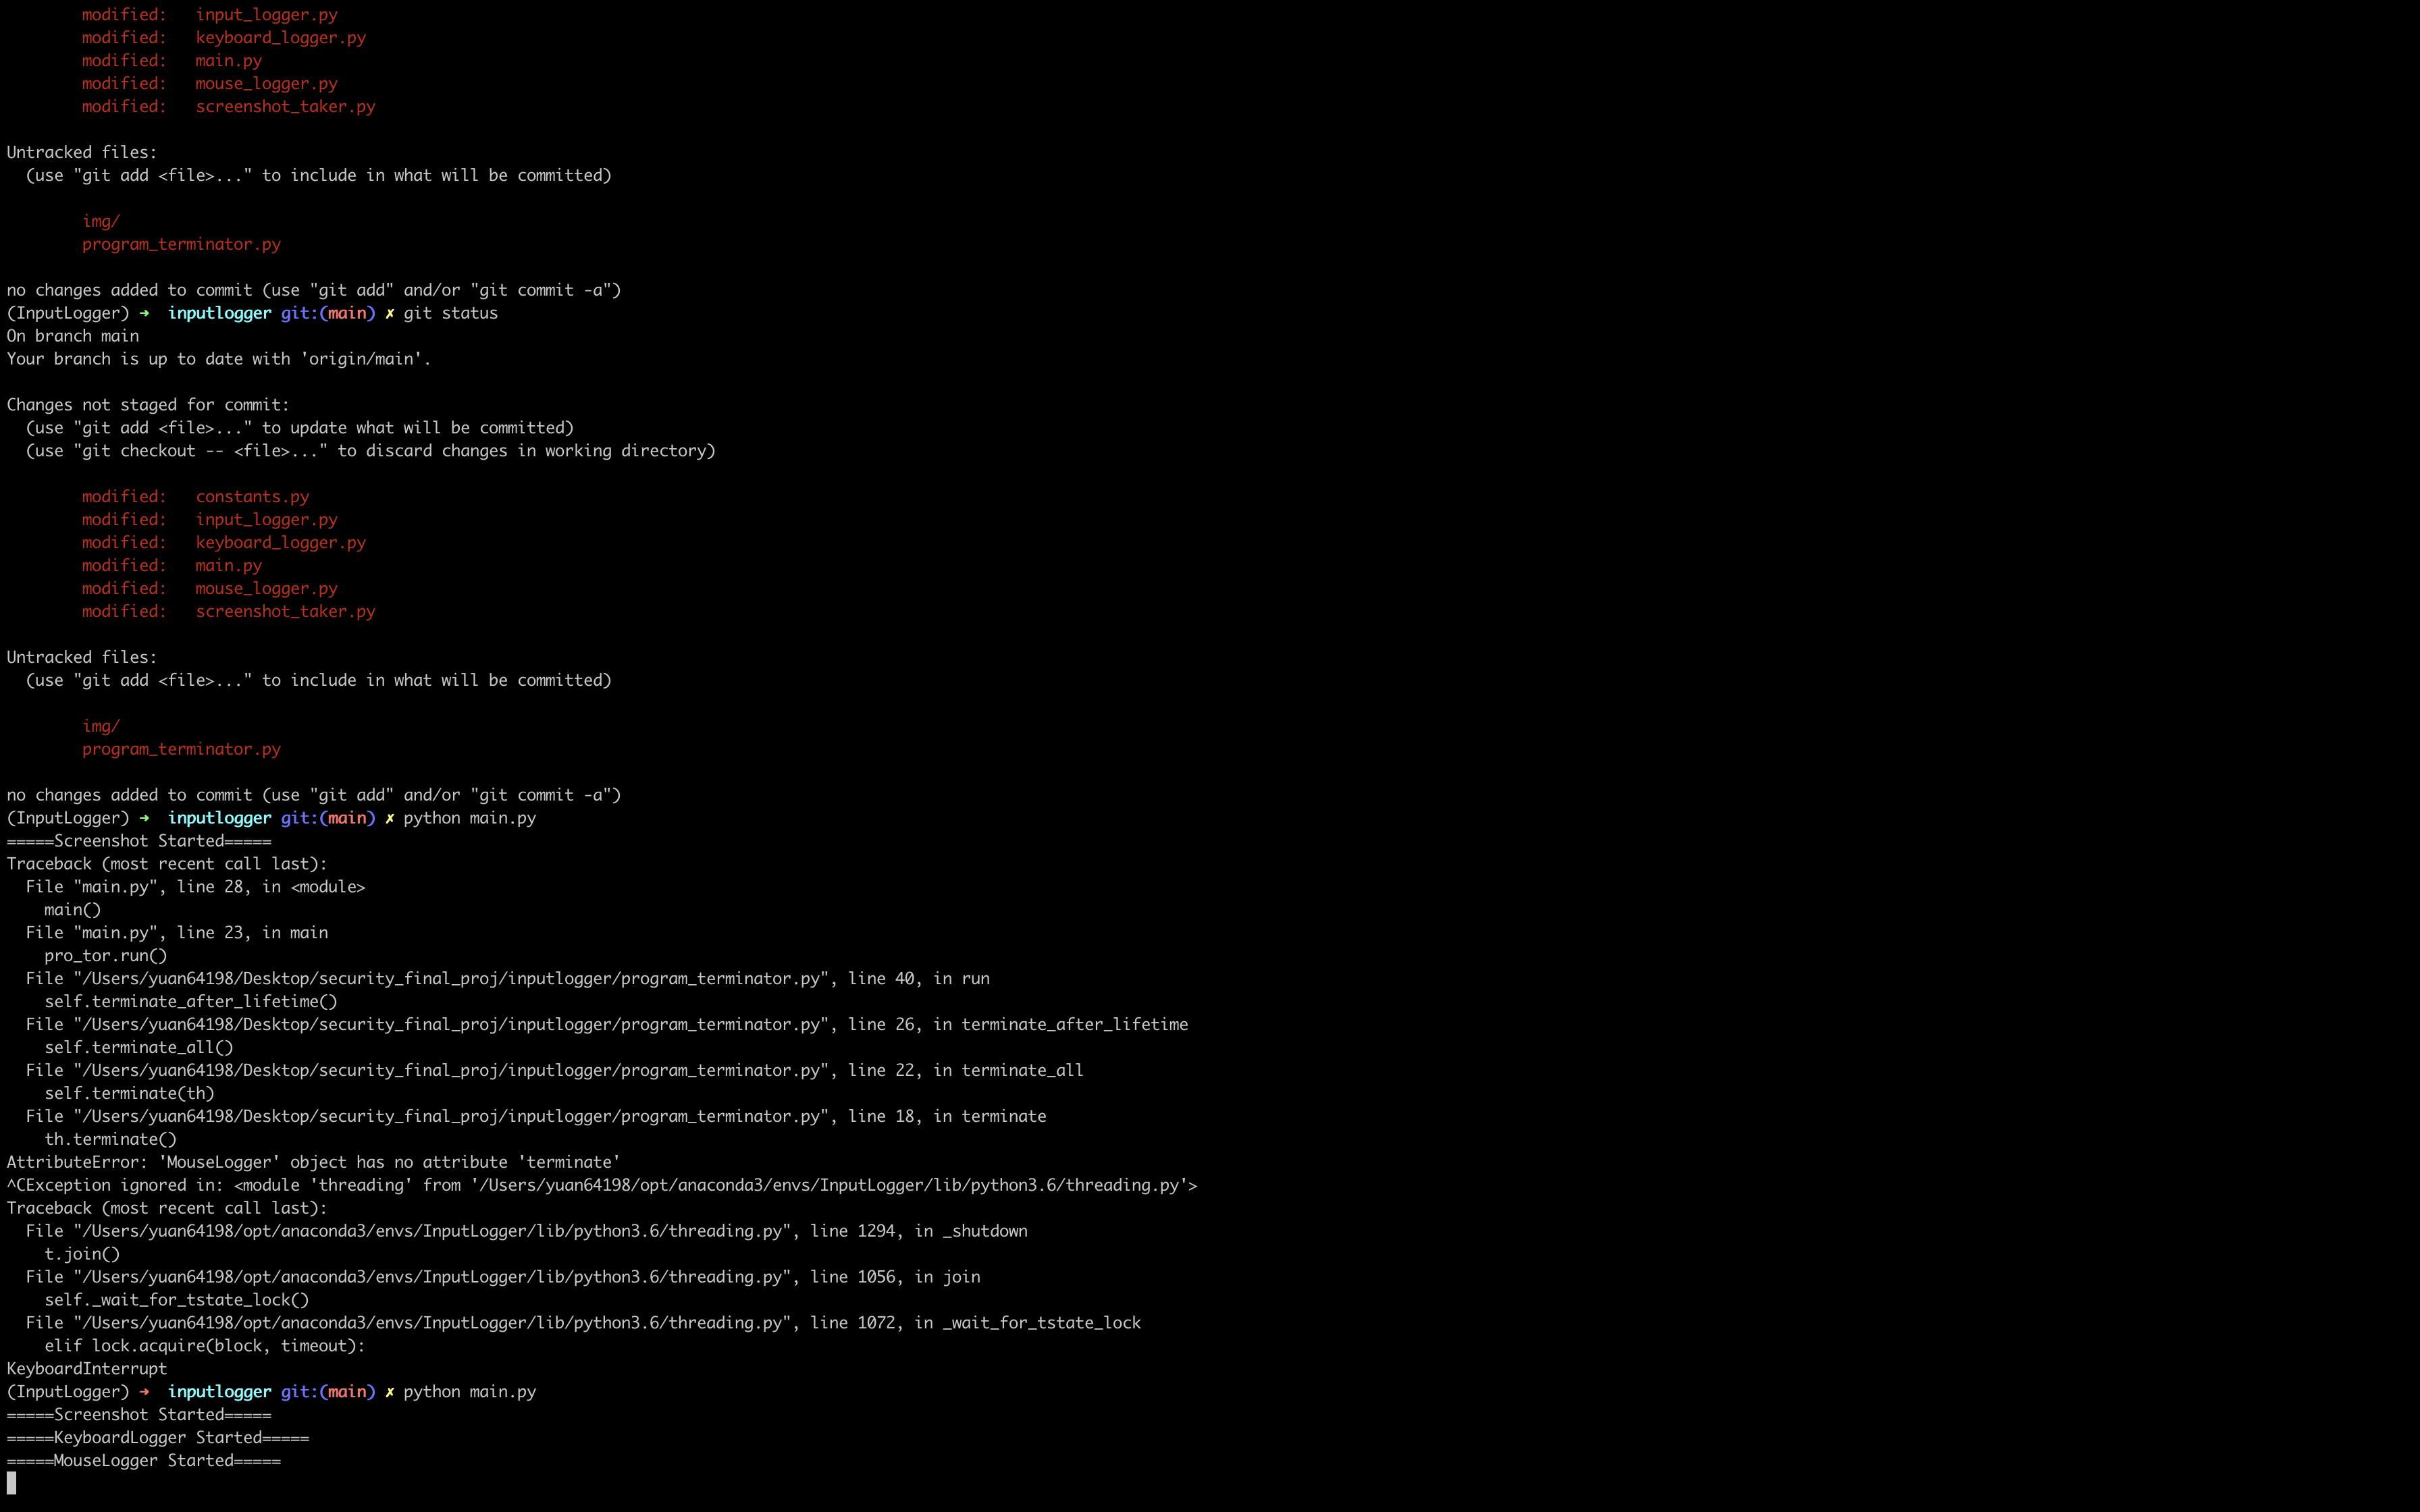 modified:   input_logger.py
        modified:   keyboard_logger.py
        modified:   main.py
        modified:   mouse_logger.py
        modified:   screenshot_taker.py

Untracked files:
  (use "git add <file>..." to include in what will be committed)

        img/
        program_terminator.py

no changes added to commit (use "git add" and/or "git commit -a")
(InputLogger) ➜  inputlogger git:(main) ✗ git status
On branch main
Your branch is up to date with 'origin/main'.

Changes not staged for commit:
  (use "git add <file>..." to update what will be committed)
  (use "git checkout -- <file>..." to discard changes in working directory)

        modified:   constants.py
        modified:   input_logger.py
        modified:   keyboard_logger.py
        modified:   main.py
        modified:   mouse_logger.py
        modified:   screenshot_taker.py

Untracked files:
  (use "git add <file>..." to include in what will be committed)

        img/
        program_terminator.py

no changes added to commit (use "git add" and/or "git commit -a")
(InputLogger) ➜  inputlogger git:(main) ✗ python main.py
=====Screenshot Started=====
Traceback (most recent call last):
  File "main.py", line 28, in <module>
    main()
  File "main.py", line 23, in main
    pro_tor.run()
  File "/Users/yuan64198/Desktop/security_final_proj/inputlogger/program_terminator.py", line 40, in run
    self.terminate_after_lifetime()
  File "/Users/yuan64198/Desktop/security_final_proj/inputlogger/program_terminator.py", line 26, in terminate_after_lifetime
    self.terminate_all()
  File "/Users/yuan64198/Desktop/security_final_proj/inputlogger/program_terminator.py", line 22, in terminate_all
    self.terminate(th)
  File "/Users/yuan64198/Desktop/security_final_proj/inputlogger/program_terminator.py", line 18, in terminate
    th.terminate()
AttributeError: 'MouseLogger' object has no attribute 'terminate'
^CException ignored in: <module 'threading' from '/Users/yuan64198/opt/anaconda3/envs/InputLogger/lib/python3.6/threading.py'>
Traceback (most recent call last):
  File "/Users/yuan64198/opt/anaconda3/envs/InputLogger/lib/python3.6/threading.py", line 1294, in _shutdown
    t.join()
  File "/Users/yuan64198/opt/anaconda3/envs/InputLogger/lib/python3.6/threading.py", line 1056, in join
    self._wait_for_tstate_lock()
  File "/Users/yuan64198/opt/anaconda3/envs/InputLogger/lib/python3.6/threading.py", line 1072, in _wait_for_tstate_lock
    elif lock.acquire(block, timeout):
KeyboardInterrupt
(InputLogger) ➜  inputlogger git:(main) ✗ python main.py
=====Screenshot Started=====
=====KeyboardLogger Started=====
=====MouseLogger Started=====